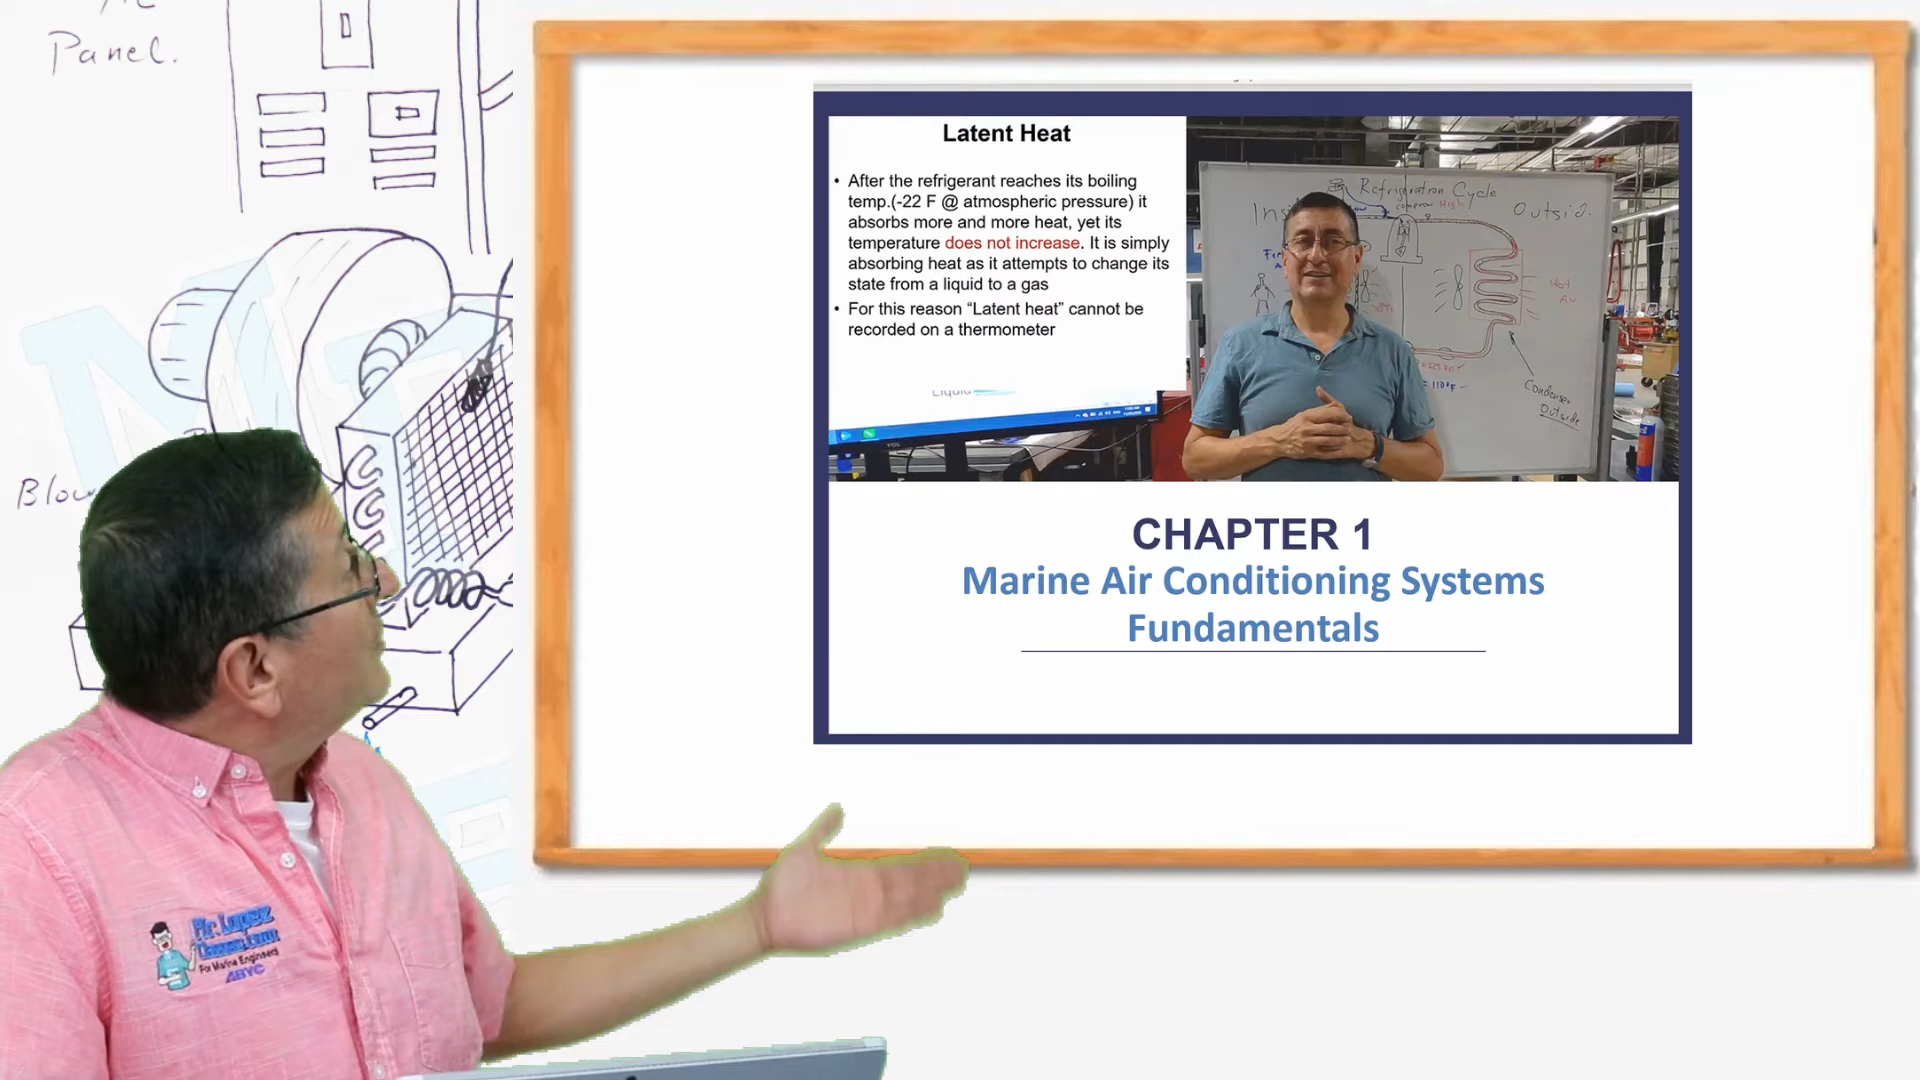 Panel.
Blow
Latent Heat
• After the refrigerant reaches its boiling
temp.(-22 F @ atmospheric pressure) it
absorbs more and more heat, yet its
temperature does not increase. It is simply
absorbing heat as it attempts to change its
state from a liquid to a gas
• For this reason “Latent heat” cannot be
recorded on a thermometer
Liquid
Refrigeration Cycle
Outsid.
Condenser
Outside
CHAPTER 1
Marine Air Conditioning Systems
Fundamentals
Mr. Lopez
For Marine Engineers
ABYC